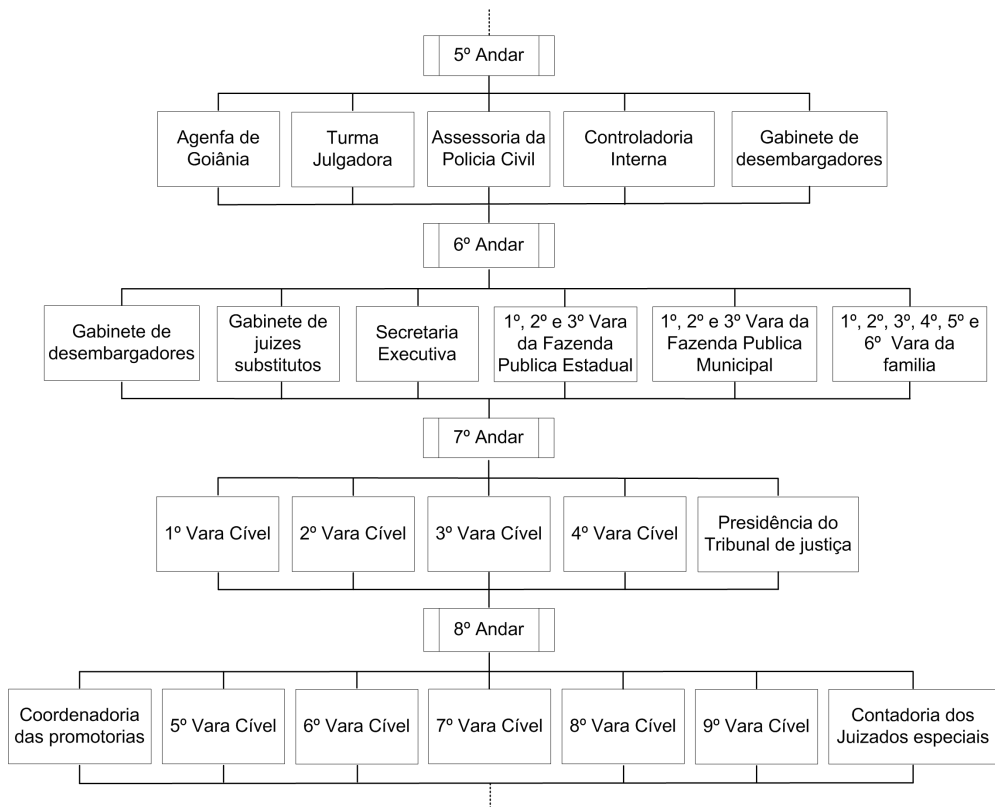 5º Andar
Agenfa de
Goiânia
Turma
Julgadora
Assessoria da
Policia Civil
Controladoria
Interna
Gabinete de
desembargadores
6º Andar
Gabinete de
desembargadores
Gabinete de
juizes
substitutos
Secretaria
Executiva
1º, 2º e 3º Vara
da Fazenda
Publica Estadual
1º, 2º e 3º Vara da
Fazenda Publica
Municipal
1º, 2º, 3º, 4º, 5º e
6º Vara da
familia
7º Andar
1º Vara Cível
2º Vara Cível
3º Vara Cível
4º Vara Cível
Presidência do
Tribunal de justiça
8º Andar
Coordenadoria
das promotorias
5º Vara Cível
6º Vara Cível
7º Vara Cível
8º Vara Cível
9º Vara Cível
Contadoria dos
Juizados especiais